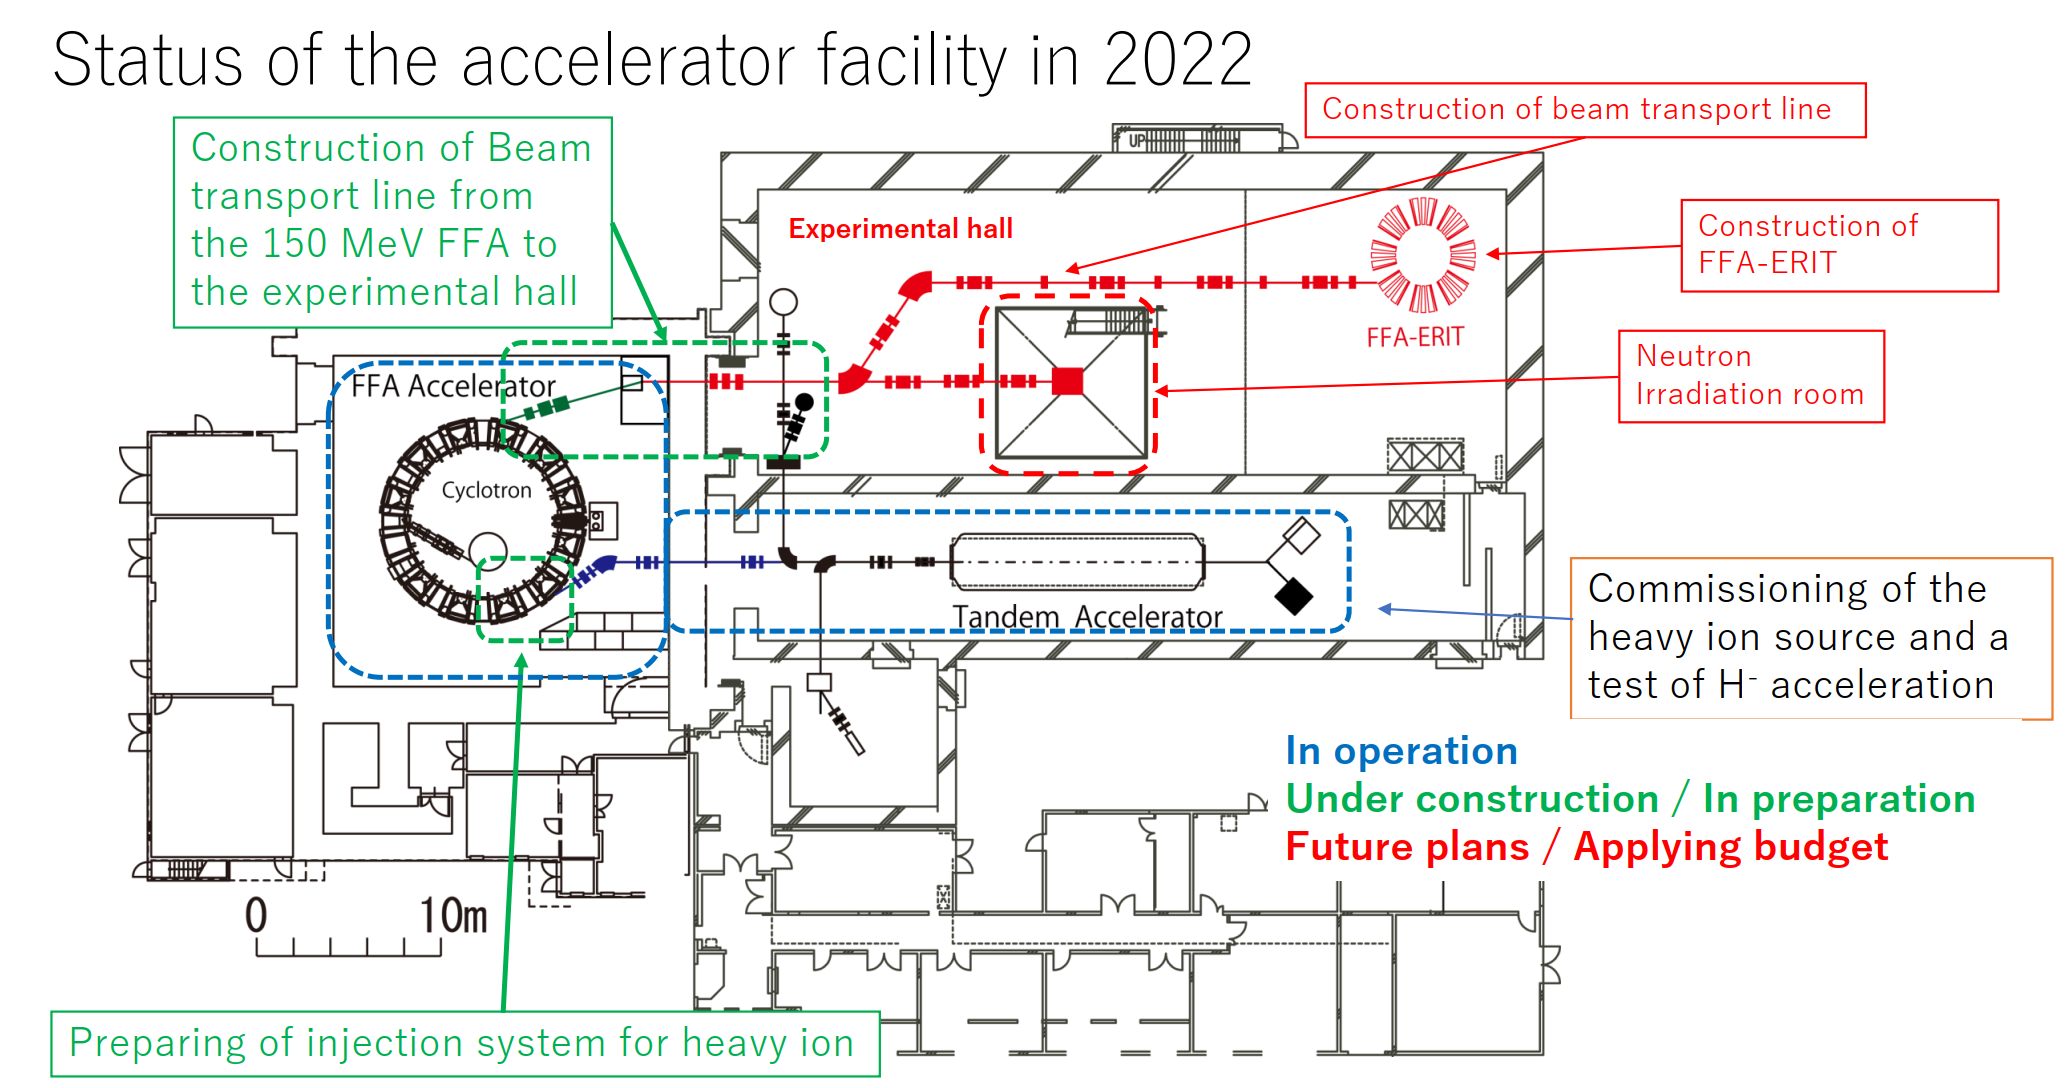 Status of the accelerator facility in 2022
Construction of beam transport line
Construction of Beam
transport line from
the 150 MeV FFA to
the experimental hall
UP
Experimental hall
Construction of
FFA-ERIT
FFA-ERIT
Neutron
Irradiation room
FFA Accelerator
Cyclotron
Tandem Accelerator
Commissioning of the
heavy ion source and a
test of H⁻ acceleration
In operation
Under construction / In preparation
Future plans / Applying budget
0 10m
Preparing of injection system for heavy ion